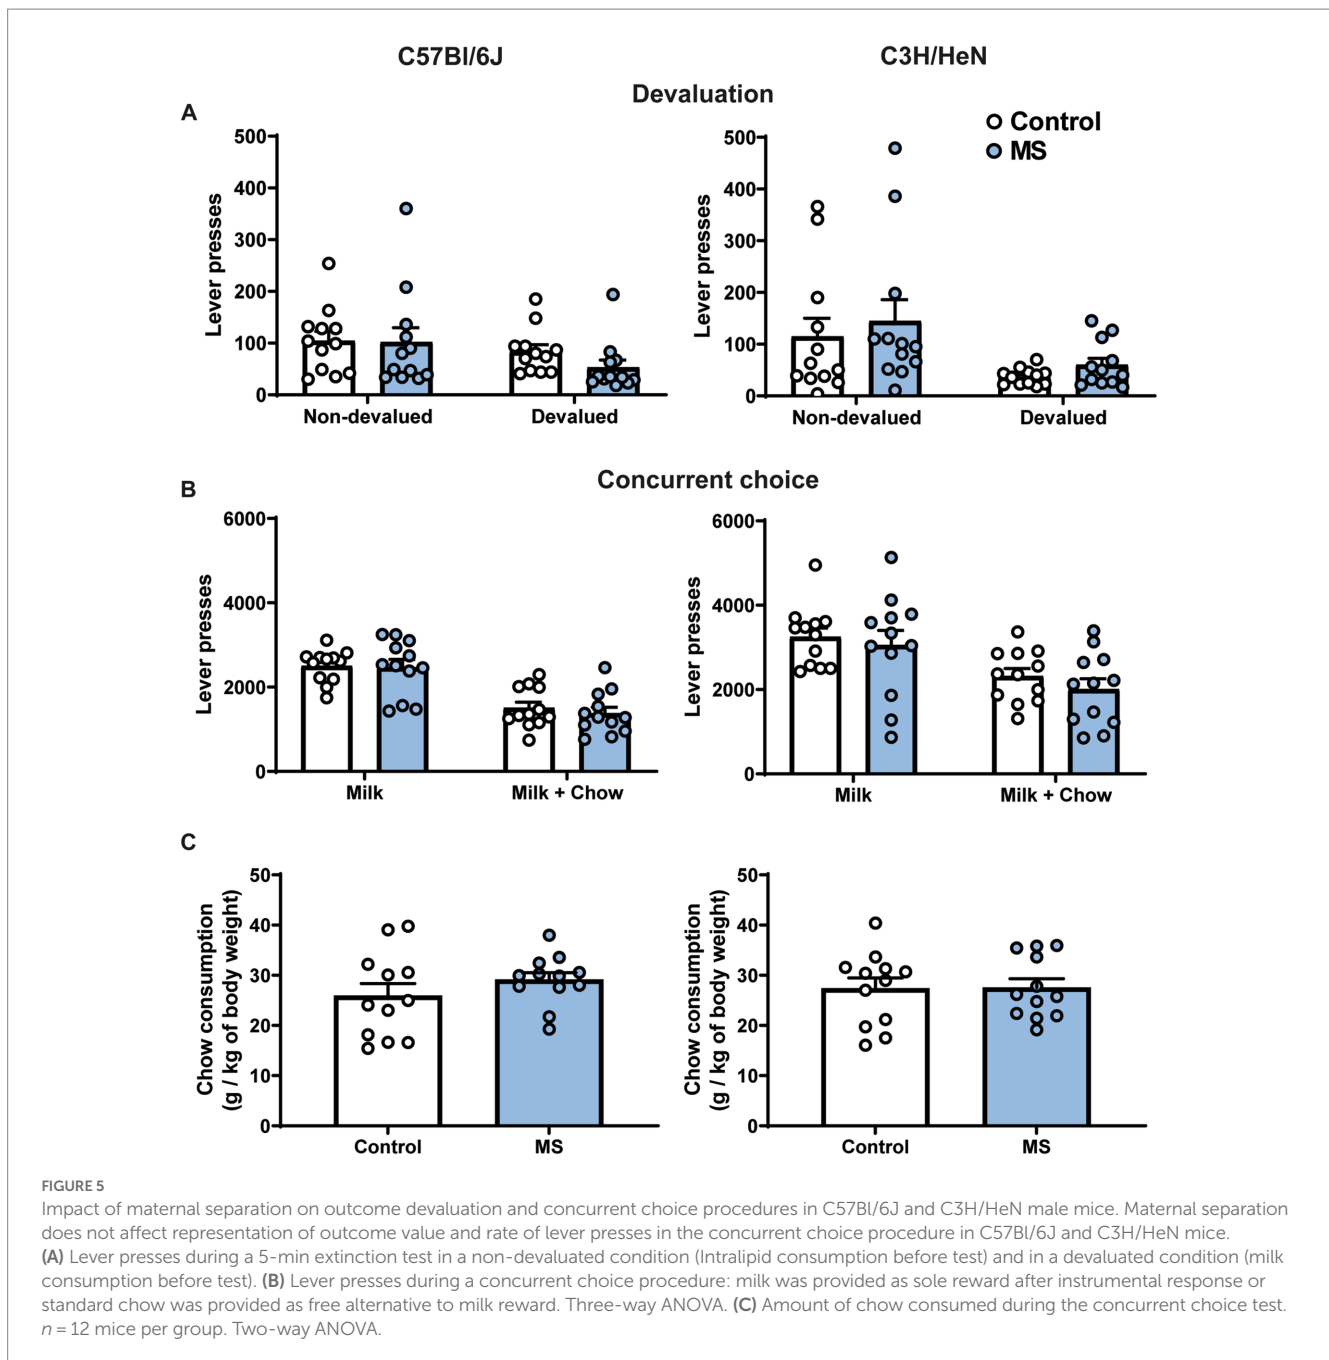 C57Bl/6J
C3H/HeN
Devaluation
A
Control
MS
500
400
300
200
100
0
Lever presses
Non-devalued
Devalued
500
400
300
200
100
0
Lever presses
Non-devalued
Devalued
B
Concurrent choice
6000
4000
2000
0
Lever presses
Milk
Milk + Chow
6000
4000
2000
0
Lever presses
Milk
Milk + Chow
C
50
40
30
20
10
0
Chow consumption
(g / kg of body weight)
Control
MS
50
40
30
20
10
0
Chow consumption
(g / kg of body weight)
Control
MS
FIGURE 5
Impact of maternal separation on outcome devaluation and concurrent choice procedures in C57Bl/6J and C3H/HeN male mice. Maternal separation
does not affect representation of outcome value and rate of lever presses in the concurrent choice procedure in C57Bl/6J and C3H/HeN mice.
(A) Lever presses during a 5-min extinction test in a non-devaluated condition (Intralipid consumption before test) and in a devaluated condition (milk
consumption before test). (B) Lever presses during a concurrent choice procedure: milk was provided as sole reward after instrumental response or
standard chow was provided as free alternative to milk reward. Three-way ANOVA. (C) Amount of chow consumed during the concurrent choice test.
n = 12 mice per group. Two-way ANOVA.